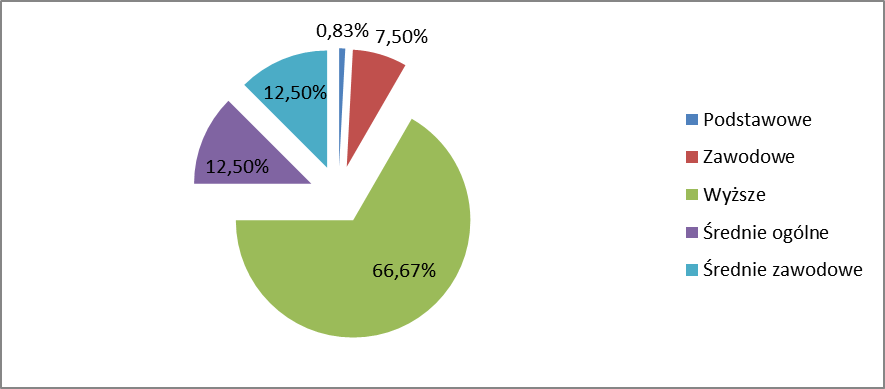 0,83%
7,50%
12,50%
12,50%
66,67%
Podstawowe
Zawodowe
Wyższe
Średnie ogólne
Średnie zawodowe